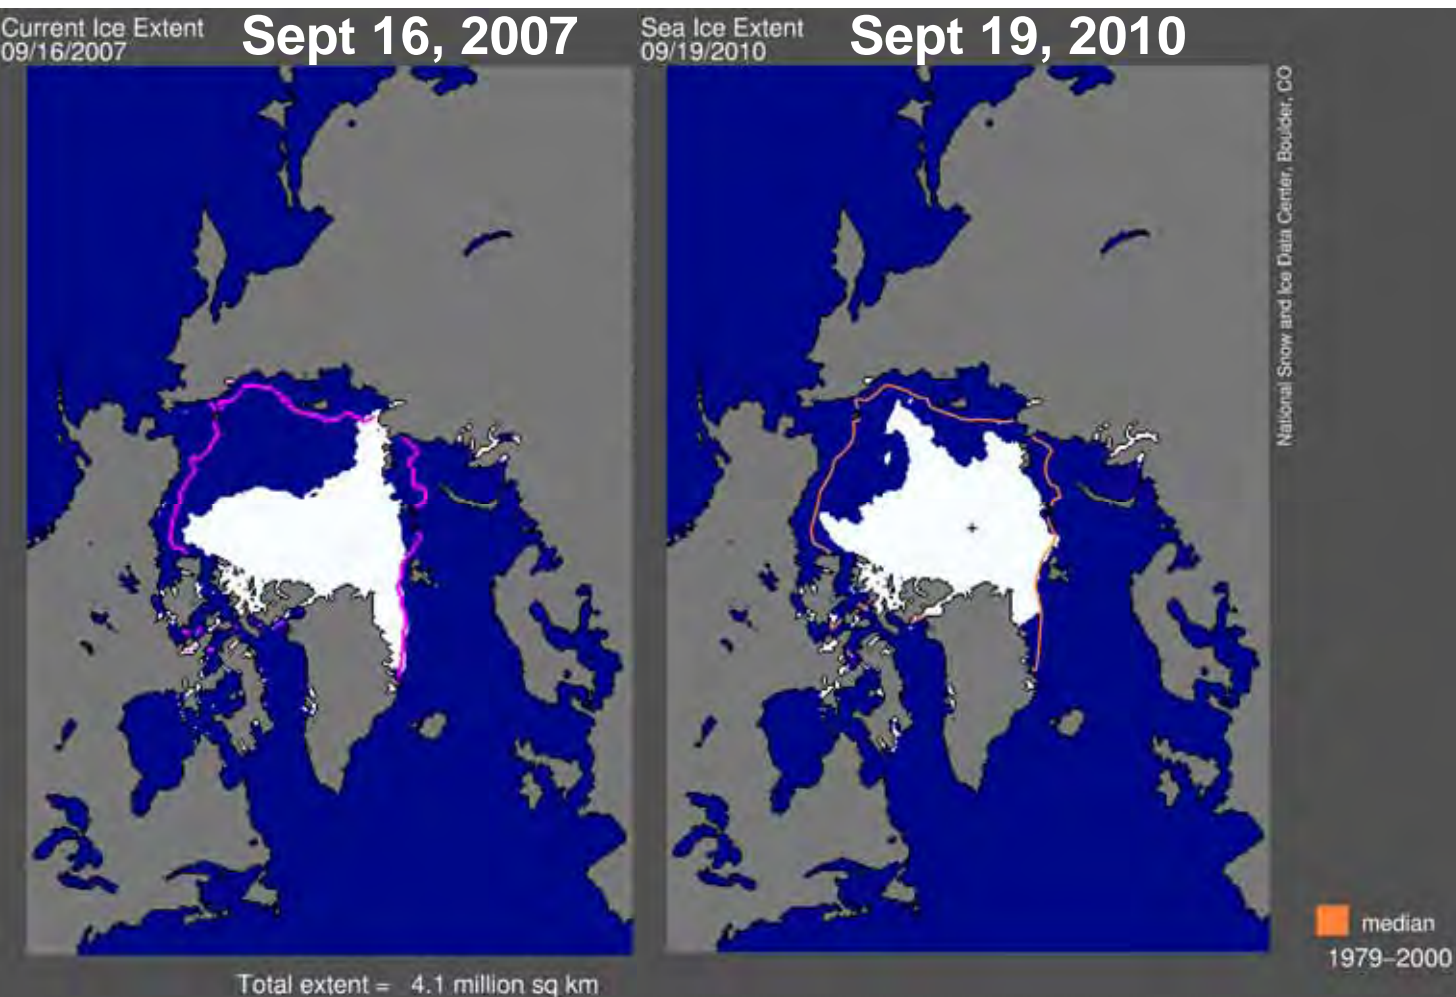 Current Ice Extent
09/16/2007
Sept 16, 2007
Sea Ice Extent
09/19/2010
Sept 19, 2010
National Snow and Ice Data Center, Boulder, CO
median
1979–2000
Total extent = 4.1 million sq km